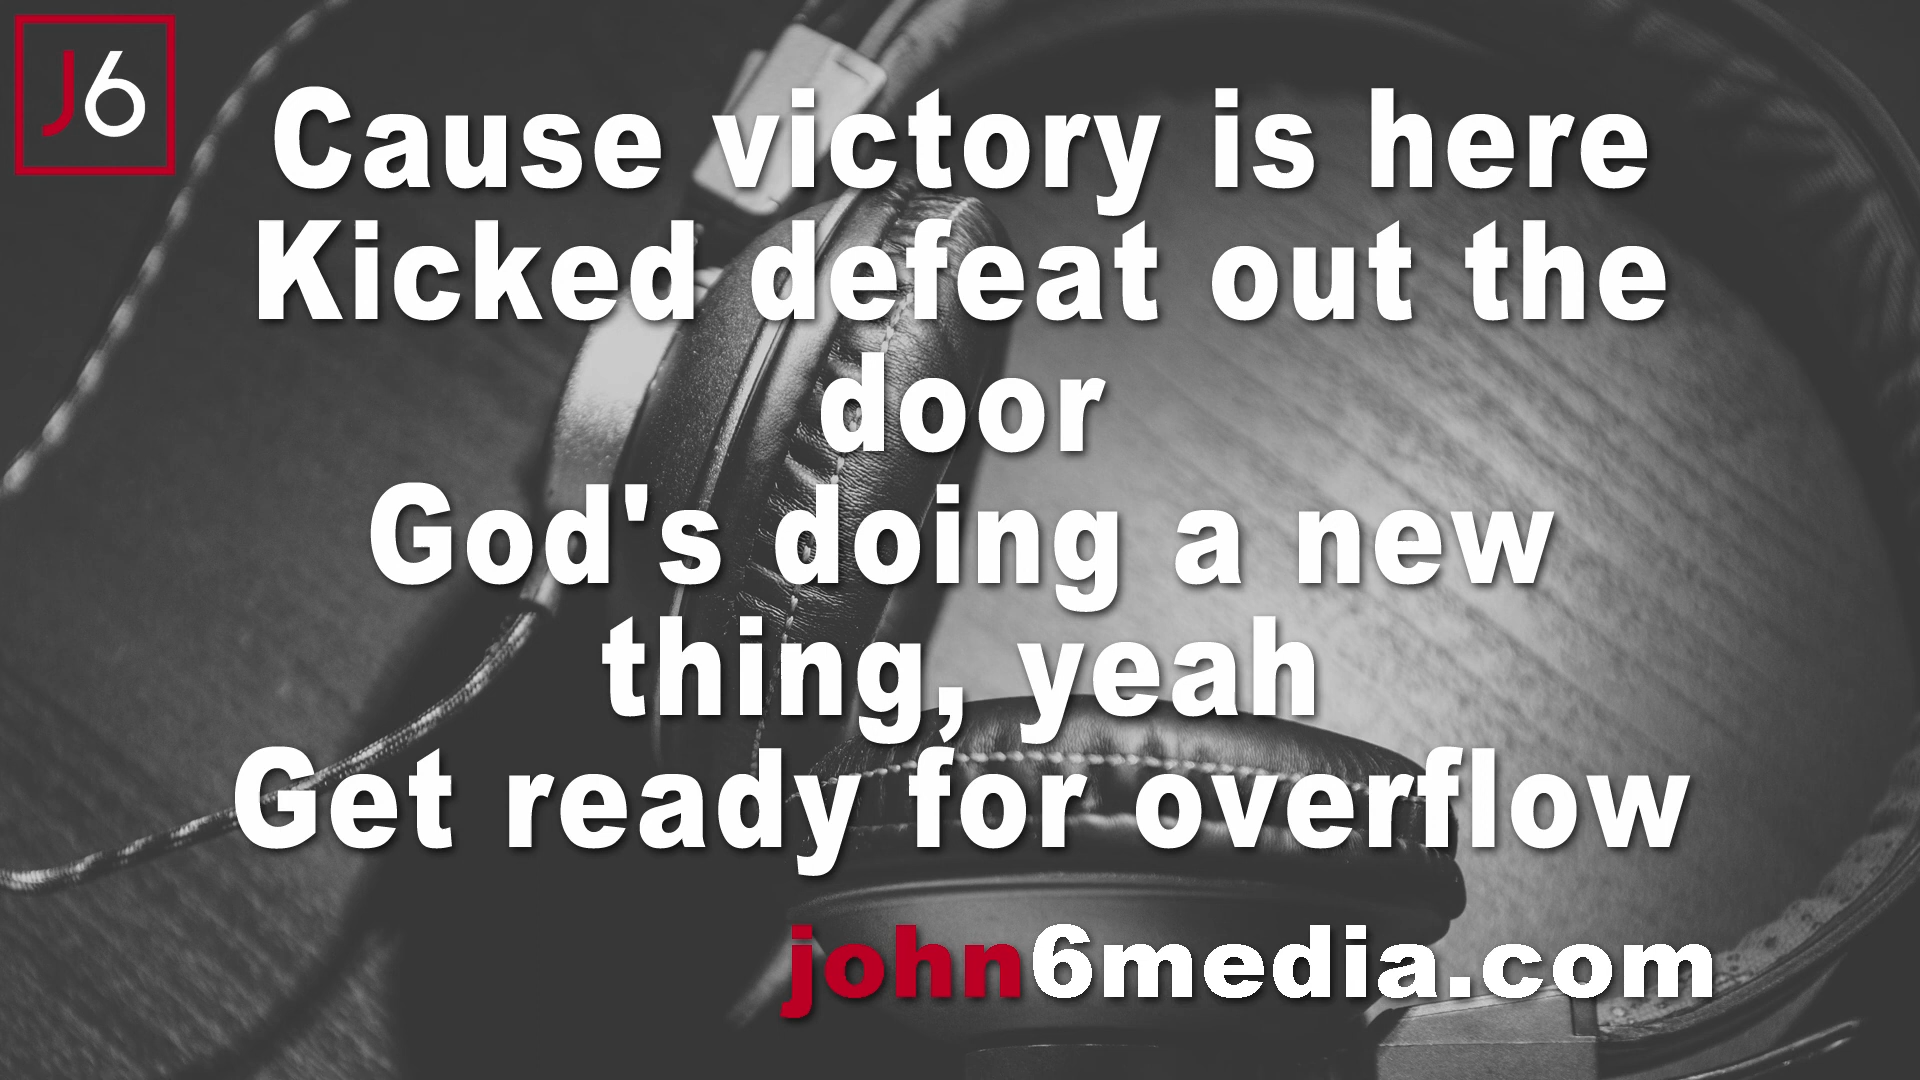 J6
Cause victory is here
Kicked defeat out the
door
God's doing a new
thing, yeah
Get ready for overflow
john6media.com